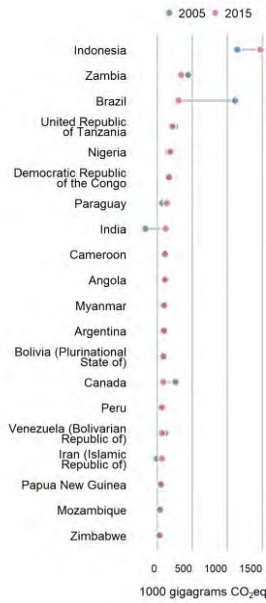 2005 2015
Indonesia
Zambia
Brazil
United Republic
of Tanzania
Nigeria
Democratic Republic
of the Congo
Paraguay
India
Cameroon
Angola
Myanmar
Argentina
Bolivia (Plurinational
State of)
Canada
Peru
Venezuela (Bolivarian
Republic of)
Iran (Islamic
Republic of)
Papua New Guinea
Mozambique
Zimbabwe
0 500 1000 1500
1000 gigagrams CO₂eq